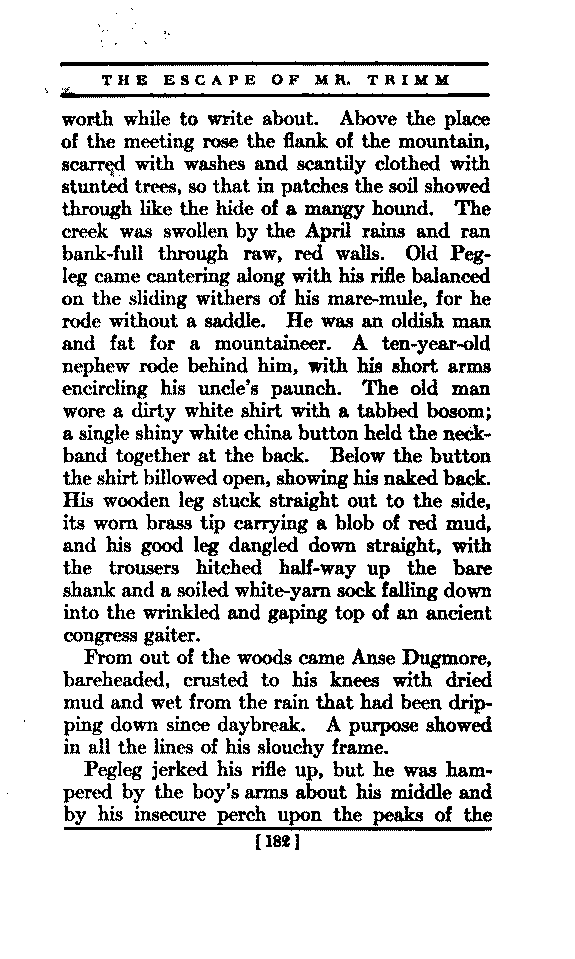 THE ESCAPE OF MR. TRIMM
worth while to write about. Above the place
of the meeting rose the flank of the mountain,
scarred with washes and scantily clothed with
stunted trees, so that in patches the soil showed
through like the hide of a mangy hound. The
creek was swollen by the April rains and ran
bank-full through raw, red walls. Old Peg-
leg came cantering along with his rifle balanced
on the sliding withers of his mare-mule, for he
rode without a saddle. He was an oldish man
and fat for a mountaineer. A ten-year-old
nephew rode behind him, with his short arms
encircling his uncle's paunch. The old man
wore a dirty white shirt with a tabbed bosom;
a single shiny white china button held the neck-
band together at the back. Below the button
the shirt billowed open, showing his naked back.
His wooden leg stuck straight out to the side,
its worn brass tip carrying a blob of red mud,
and his good leg dangled down straight, with
the trousers hitched half-way up the bare
shank and a soiled white-yarn sock falling down
into the wrinkled and gaping top of an ancient
congress gaiter.
From out of the woods came Anse Dugmore,
bareheaded, crusted to his knees with dried
mud and wet from the rain that had been drip-
ping down since daybreak. A purpose showed
in all the lines of his slouchy frame.
Pegleg jerked his rifle up, but he was ham-
pered by the boy's arms about his middle and
by his insecure perch upon the peaks of the
[182]